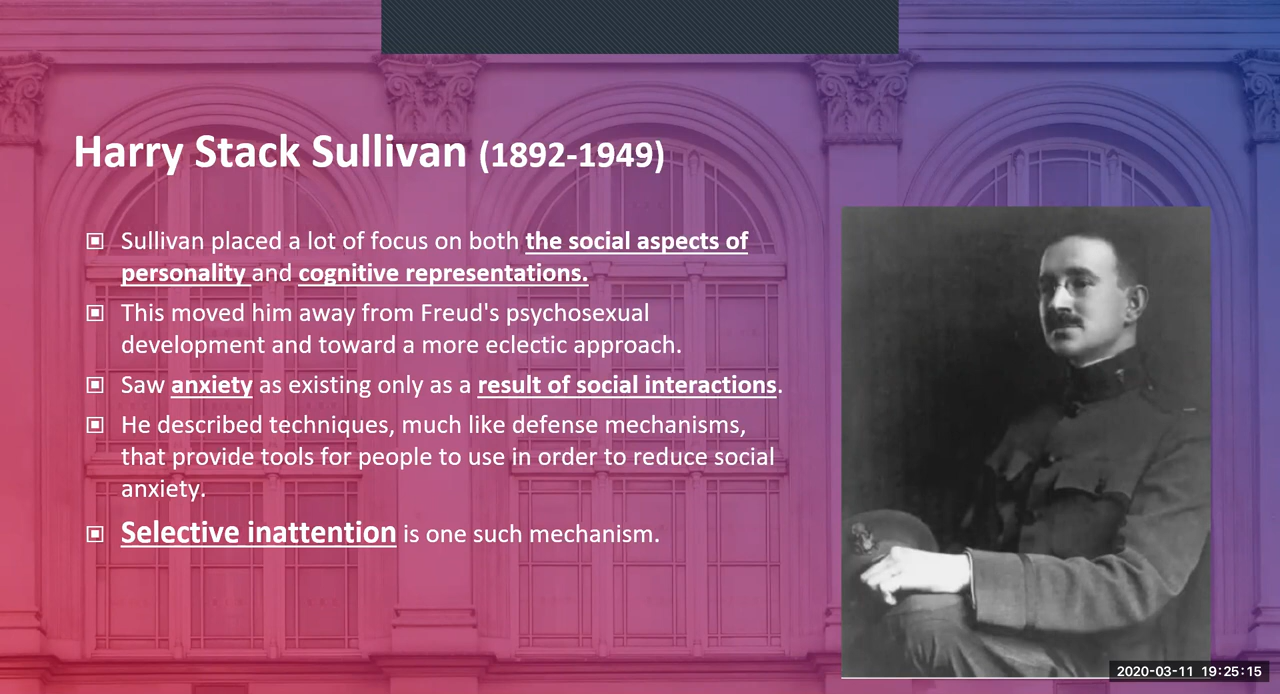 Harry Stack Sullivan (1892-1949)
Sullivan placed a lot of focus on both the social aspects of
personality and cognitive representations.
This moved him away from Freud's psychosexual
development and toward a more eclectic approach.
Saw anxiety as existing only as a result of social interactions.
He described techniques, much like defense mechanisms,
that provide tools for people to use in order to reduce social
anxiety.
Selective inattention is one such mechanism.
2020-03-11 19:25:15